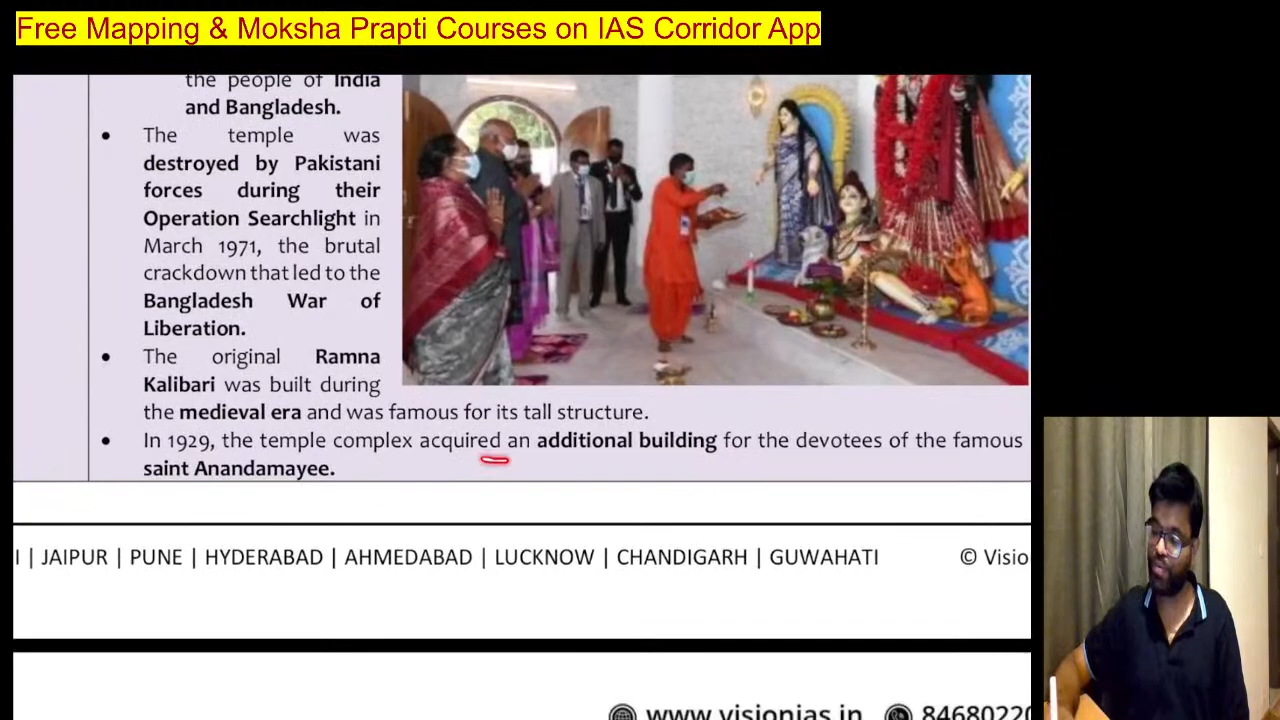 Free Mapping & Moksha Prapti Courses on IAS Corridor App
the people of India
and Bangladesh.
• The temple was
destroyed by Pakistani
forces during their
Operation Searchlight in
March 1971, the brutal
crackdown that led to the
Bangladesh War of
Liberation.
• The original Ramna
Kalibari was built during
the medieval era and was famous for its tall structure.
• In 1929, the temple complex acquired an additional building for the devotees of the famous
saint Anandamayee.
I | JAIPUR | PUNE | HYDERABAD | AHMEDABAD | LUCKNOW | CHANDIGARH | GUWAHATI © Visio
www.visionias.in 84680220